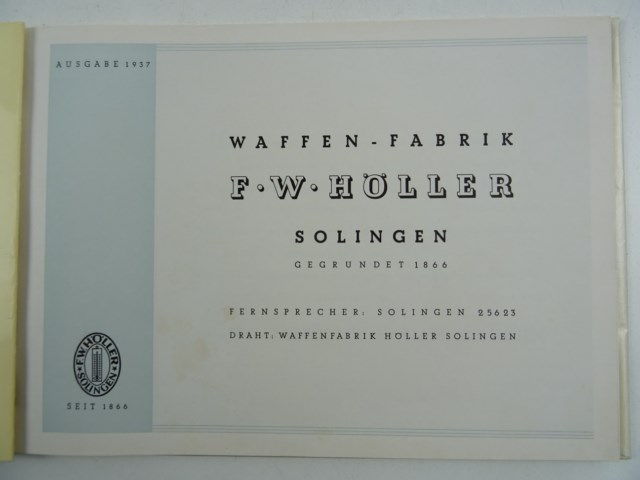 AUSGABE 1937
WAFFEN-FABRIK
F·W·HÖLLER
SOLINGEN
GEGRUNDET 1866
FERNSPRECHER: SOLINGEN 25623
DRAHT: WAFFENFABRIK HÖLLER SOLINGEN
F.W.HÖLLER
SOLINGEN
SEIT 1866